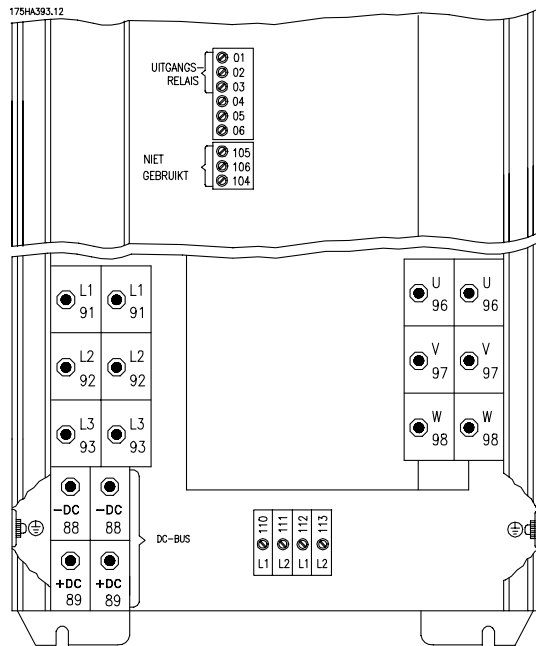 175HA393.12
UITGANGS-
RELAIS
01
02
03
04
05
06
NIET
GEBRUIKT
105
106
104
L1
91
L1
91
L2
92
L2
92
L3
93
L3
93
-DC
88
-DC
88
+DC
89
+DC
89
DC-BUS
110
111
112
113
L1
L2
L1
L2
U
96
U
96
V
97
V
97
W
98
W
98